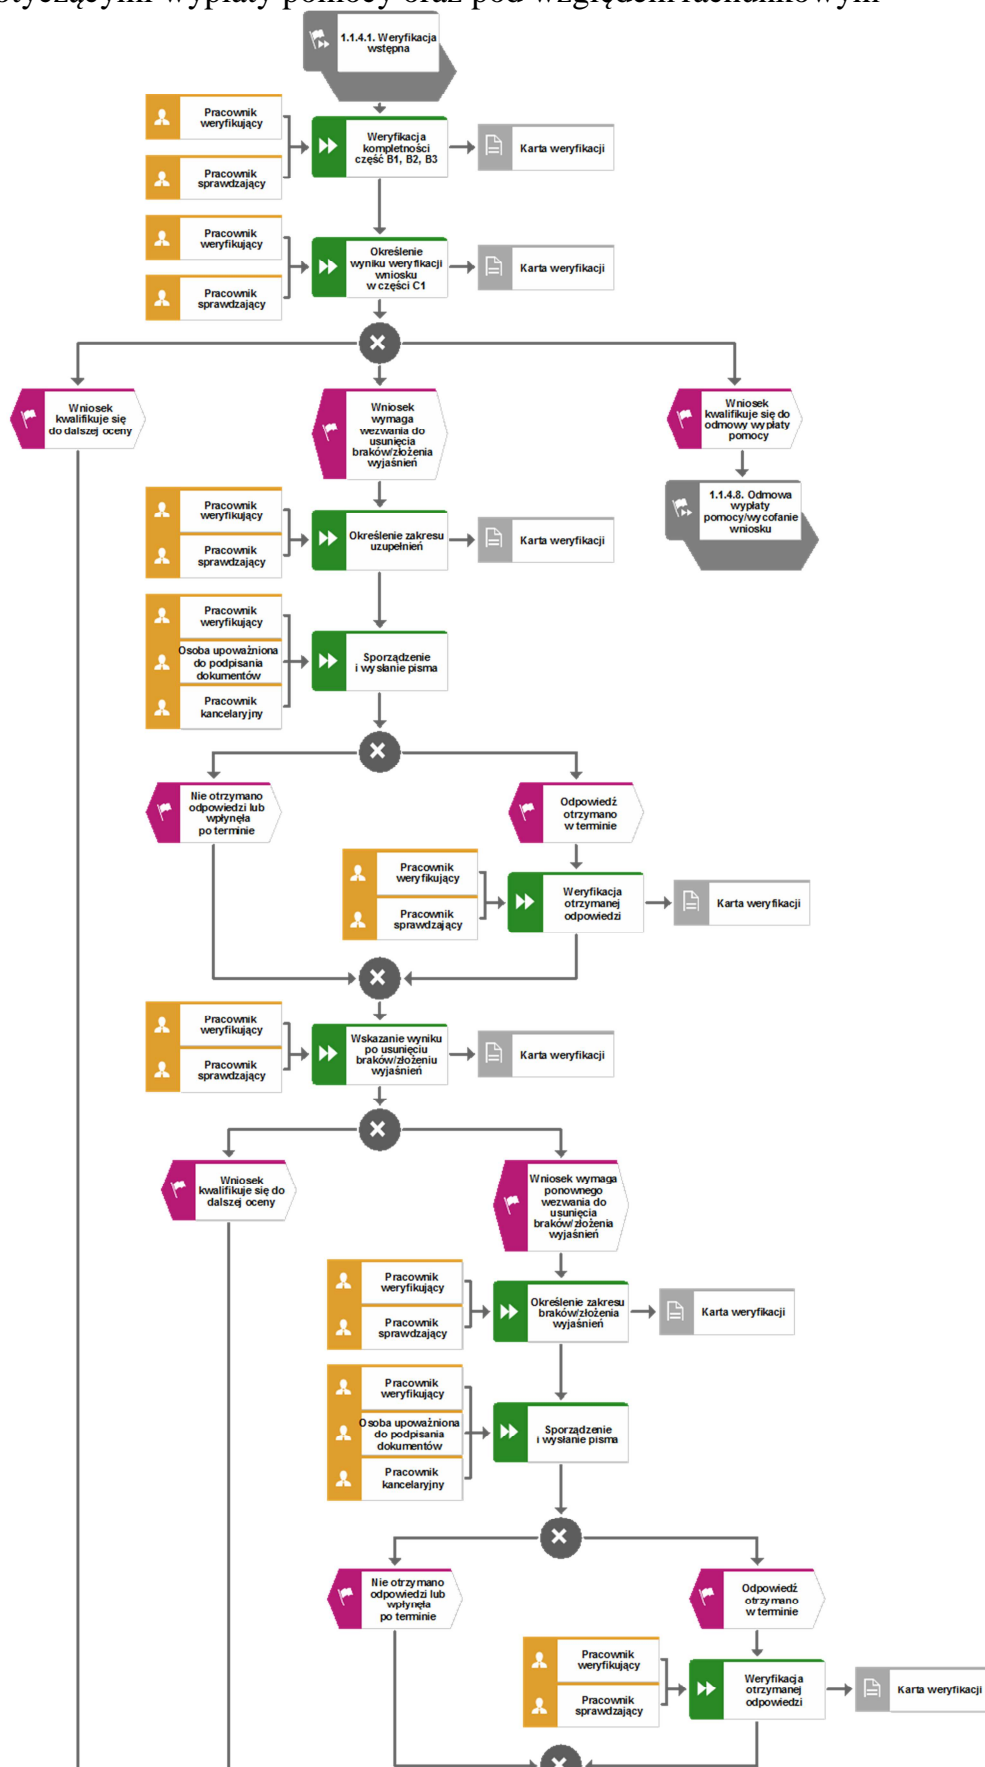 otyczącymi wypłaty pomocy oraz pod względem rachunkowym
1.1.4.1. Weryfikacja
wstępna
Pracownik
weryfikujący
Pracownik
sprawdzający
Weryfikacja
kompletności
część B1, B2, B3
Karta weryfikacji
Pracownik
weryfikujący
Pracownik
sprawdzający
Określenie
wyniku weryfikacji
wniosku
w części C1
Karta weryfikacji
Wniosek
kwalifikuje się
do dalszej oceny
Wniosek
wymaga
wezwania do
usunięcia
braków/złożenia
wyjaśnień
Wniosek
kwalifikuje się do
odmowy wypłaty
pomocy
1.1.4.8. Odmowa
wypłaty
pomocy/wycofanie
wniosku
Pracownik
weryfikujący
Pracownik
sprawdzający
Określenie zakresu
uzupełnień
Karta weryfikacji
Pracownik
weryfikujący
Osoba upoważniona
do podpisania
dokumentów
Pracownik
kancelaryjny
Sporządzenie
i wysłanie pisma
Nie otrzymano
odpowiedzi lub
wpłynęła
po terminie
Odpowiedź
otrzymano
w terminie
Pracownik
weryfikujący
Pracownik
sprawdzający
Weryfikacja
otrzymanej
odpowiedzi
Karta weryfikacji
Pracownik
weryfikujący
Pracownik
sprawdzający
Wskazanie wyniku
po usunięciu
braków/złożeniu
wyjaśnień
Karta weryfikacji
Wniosek
kwalifikuje się do
dalszej oceny
Wniosek wymaga
ponownego
wezwania do
usunięcia
braków/złożenia
wyjaśnień
Pracownik
weryfikujący
Pracownik
sprawdzający
Określenie zakresu
braków/złożenia
wyjaśnień
Karta weryfikacji
Pracownik
weryfikujący
Osoba upoważniona
do podpisania
dokumentów
Pracownik
kancelaryjny
Sporządzenie
i wysłanie pisma
Nie otrzymano
odpowiedzi lub
wpłynęła
po terminie
Odpowiedź
otrzymano
w terminie
Pracownik
weryfikujący
Pracownik
sprawdzający
Weryfikacja
otrzymanej
odpowiedzi
Karta weryfikacji